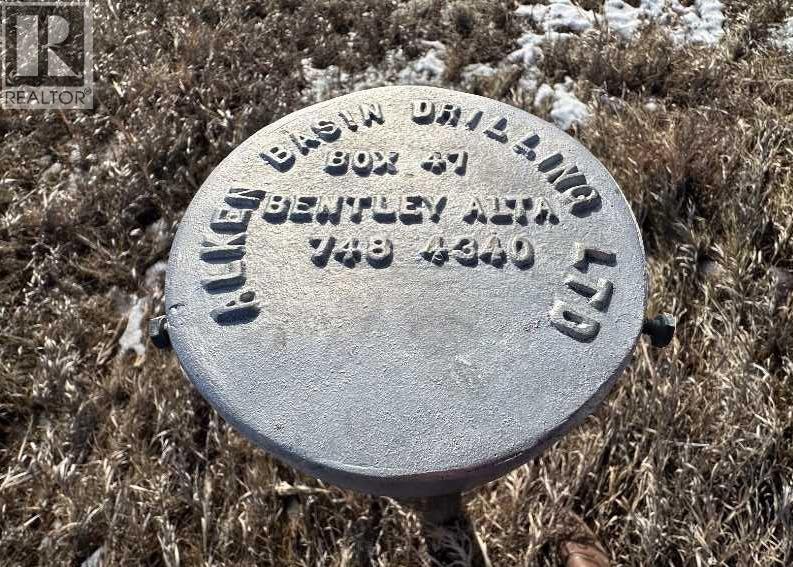 R
REALTOR®
ALKEN BASIN DRILLING LTD
BOX 47
BENTLEY ALTA
748 4340